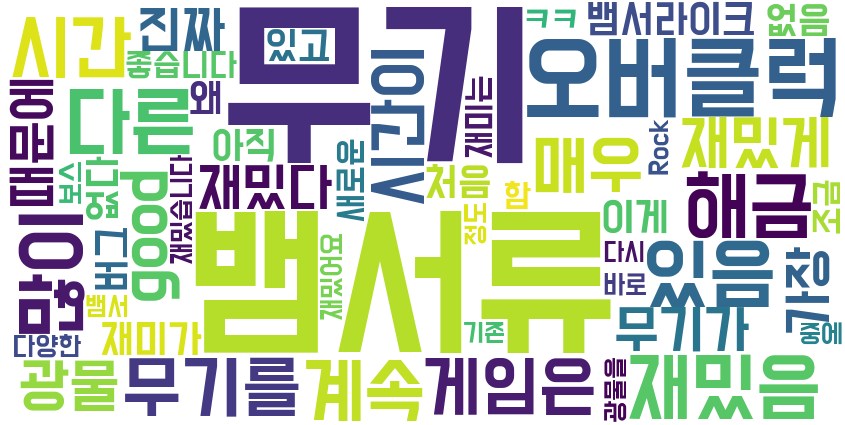 시간
진짜
있고
무기
ㅋㅋ
뱀서라이크
없음
좋습니다
오버클럭
때문에
다른
왜
시간이
재미는
아직
Rock
재밌게
보스
없다
재밌습니다
good
재밌다
새로운
처음
매우
함
해금
조금
많이
버그
뱀서류
재밌어요
정도
이게
다시
바로
있음
가장
뱀서
다양한
재미가
기존
무기가
중에
광물
무기를
계속
게임은
광물을
재밌음